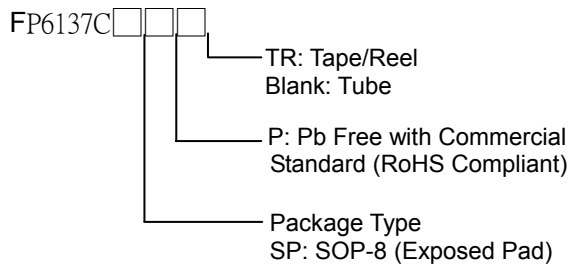 FP6137C□□□
TR: Tape/Reel
Blank: Tube
P: Pb Free with Commercial
Standard (RoHS Compliant)
Package Type
SP: SOP-8 (Exposed Pad)